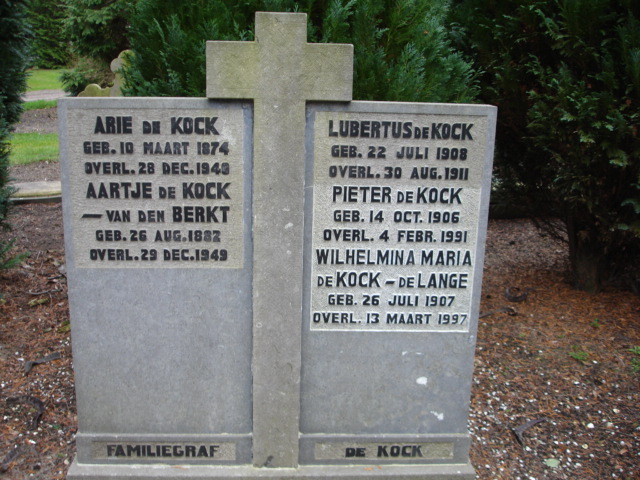 ARIE DE KOCK
GEB. 10 MAART 1874
OVERL. 28 DEC. 1943
AARTJE DE KOCK
– VAN DEN BERKT
GEB. 26 AUG. 1882
OVERL. 29 DEC. 1949
LUBERTUS DE KOCK
GEB. 22 JULI 1908
OVERL. 30 AUG. 1911
PIETER DE KOCK
GEB. 14 OCT. 1906
OVERL. 4 FEBR. 1991
WILHELMINA MARIA
DE KOCK – DE LANGE
GEB. 26 JULI 1907
OVERL. 13 MAART 1997
FAMILIEGRAF
DE KOCK